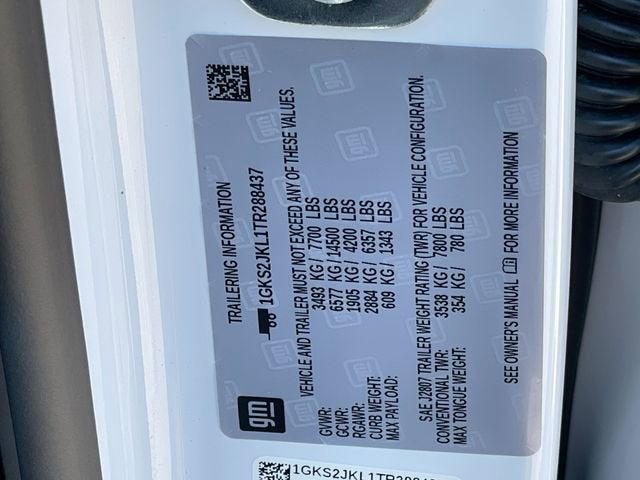 TRAILERING INFORMATION
1GKS2JKL1TR288437
gm
VEHICLE AND TRAILER MUST NOT EXCEED ANY OF THESE VALUES.
GVWR: 3493 KG / 7700 LBS
GCWR: 6577 KG / 14500 LBS
RGAWR: 1905 KG / 4200 LBS
CURB WEIGHT: 2884 KG / 6357 LBS
MAX PAYLOAD: 609 KG / 1343 LBS
SAE J2807 TRAILER WEIGHT RATING (TWR) FOR VEHICLE CONFIGURATION.
CONVENTIONAL TWR: 3538 KG / 7800 LBS
MAX TONGUE WEIGHT: 354 KG / 780 LBS
SEE OWNER'S MANUAL FOR MORE INFORMATION